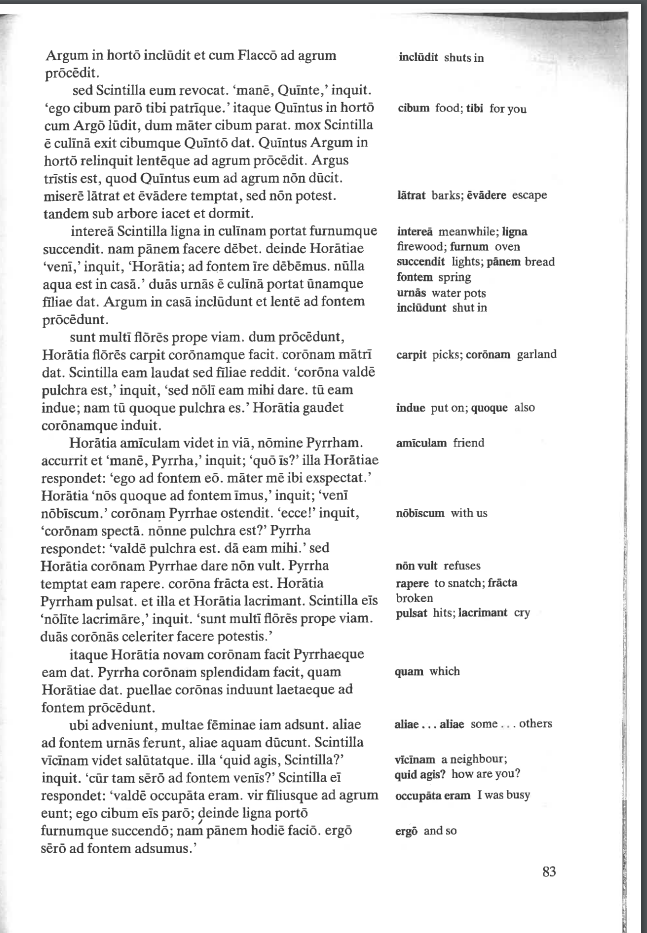 Argum in hortō inclūdit et cum Flaccō ad agrum
prōcēdit.
inclūdit shuts in
sed Scintilla eum revocat. ‘manē, Quīnte,’ inquit.
‘ego cibum parō tibi patrīque.’ itaque Quīntus in hortō
cibum food; tibi for you
cum Argō lūdit, dum māter cibum parat. mox Scintilla
ē culīnā exit cibumque Quīntō dat. Quīntus Argum in
hortō relinquit lentēque ad agrum prōcēdit. Argus
trīstis est, quod Quīntus eum ad agrum nōn dūcit.
miserē lātrat et ēvādere temptat, sed nōn potest.
lātrat barks; ēvādere escape
tandem sub arbore iacet et dormit.
intereā Scintilla ligna in culīnam portat furnumque
intereā meanwhile; ligna
succendit. nam pānem facere dēbet. deinde Horātiae
firewood; furnum oven
‘venī,’ inquit, ‘Horātia; ad fontem īre dēbēmus. nūlla
succendit lights; pānem bread
fontem spring
aqua est in casā.’ duās urnās ē culīnā portat ūnamque
urnās water pots
fīliae dat. Argum in casā inclūdunt et lentē ad fontem
inclūdunt shut in
prōcēdunt.
sunt multī flōrēs prope viam. dum prōcēdunt,
Horātia flōrēs carpit corōnamque facit. corōnam mātrī
carpit picks; corōnam garland
dat. Scintilla eam laudat sed fīliae reddit. ‘corōna valdē
pulchra est,’ inquit, ‘sed nōlī eam mihi dare. tū eam
indue; nam tū quoque pulchra es.’ Horātia gaudet
indue put on; quoque also
corōnamque induit.
Horātia amīculam videt in viā, nōmine Pyrrham.
amīculam friend
accurrit et ‘manē, Pyrrha,’ inquit; ‘quō īs?’ illa Horātiae
respondet: ‘ego ad fontem eō. māter mē ibi exspectat.’
Horātia ‘nōs quoque ad fontem īmus,’ inquit; ‘venī
nōbīscum.’ corōnam Pyrrhae ostendit. ‘ecce!’ inquit,
nōbīscum with us
‘corōnam spectā. nōnne pulchra est?’ Pyrrha
respondet: ‘valdē pulchra est. dā eam mihi.’ sed
Horātia corōnam Pyrrhae dare nōn vult. Pyrrha
nōn vult refuses
temptat eam rapere. corōna frācta est. Horātia
rapere to snatch; frācta
broken
Pyrrham pulsat. et illa et Horātia lacrimant. Scintilla eīs
pulsat hits; lacrimant cry
‘nōlīte lacrimāre,’ inquit. ‘sunt multī flōrēs prope viam.
duās corōnās celeriter facere potestis.’
itaque Horātia novam corōnam facit Pyrrhaeque
eam dat. Pyrrha corōnam splendidam facit, quam
quam which
Horātiae dat. puellae corōnas induunt laetaeque ad
fontem prōcēdunt.
ubi adveniunt, multae fēminae iam adsunt. aliae
aliae . . . aliae some . . . others
ad fontem urnās ferunt, aliae aquam dūcunt. Scintilla
vīcīnam videt salūtatque. illa ‘quid agis, Scintilla?’
vīcīnam a neighbour;
inquit. ‘cūr tam sērō ad fontem venīs?’ Scintilla eī
quid agis? how are you?
respondet: ‘valdē occupāta eram. vir fīliusque ad agrum
occupāta eram I was busy
eunt; ego cibum eīs parō; deinde ligna portō
furnumque succendō; nam pānem hodiē faciō. ergō
ergō and so
sērō ad fontem adsumus.’
83